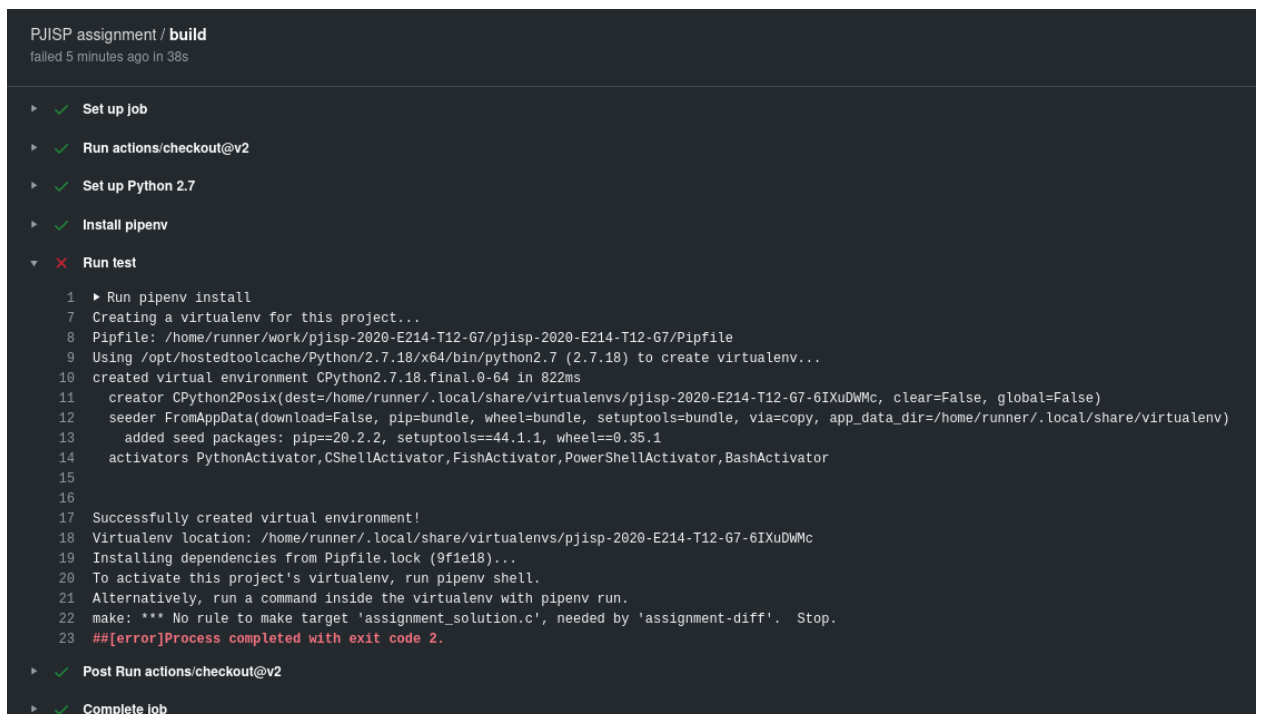 PJISP assignment / build
failed 5 minutes ago in 38s
Set up job
Run actions/checkout@v2
Set up Python 2.7
Install pipenv
Run test
1 Run pipenv install
7 Creating a virtualenv for this project...
8 Pipfile: /home/runner/work/pjisp-2020-E214-T12-G7/pjisp-2020-E214-T12-G7/Pipfile
9 Using /opt/hostedtoolcache/Python/2.7.18/x64/bin/python2.7 (2.7.18) to create virtualenv...
10 created virtual environment CPython2.7.18.final.0-64 in 822ms
11 creator CPython2Posix(dest=/home/runner/.local/share/virtualenvs/pjisp-2020-E214-T12-G7-6IXuDWMc, clear=False, global=False)
12 seeder FromAppData(download=False, pip=bundle, wheel=bundle, setuptools=bundle, via=copy, app_data_dir=/home/runner/.local/share/virtualenv)
13 added seed packages: pip==20.2.2, setuptools==44.1.1, wheel==0.35.1
14 activators PythonActivator,CShellActivator,FishActivator,PowerShellActivator,BashActivator
15
16
17 Successfully created virtual environment!
18 Virtualenv location: /home/runner/.local/share/virtualenvs/pjisp-2020-E214-T12-G7-6IXuDWMc
19 Installing dependencies from Pipfile.lock (9f1e18)...
20 To activate this project's virtualenv, run pipenv shell.
21 Alternatively, run a command inside the virtualenv with pipenv run.
22 make: *** No rule to make target 'assignment_solution.c', needed by 'assignment-diff'.  Stop.
23 ##[error]Process completed with exit code 2.
Post Run actions/checkout@v2
Complete job